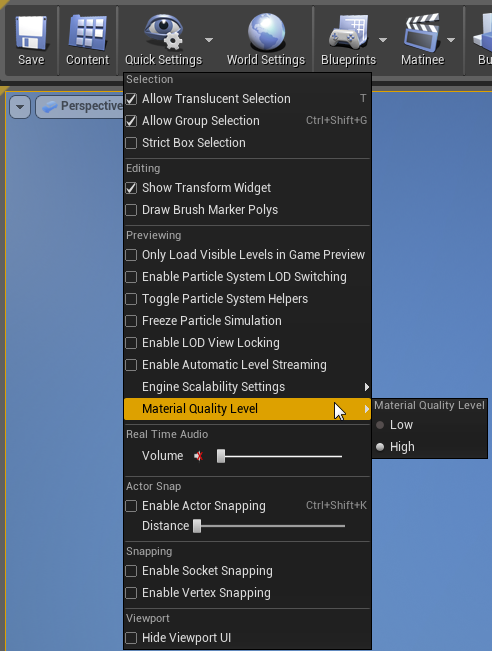 Save
Content
Quick Settings
World Settings
Blueprints
Matinee
Bu
Perspective
Selection
Allow Translucent Selection T
Allow Group Selection Ctrl+Shift+G
Strict Box Selection
Editing
Show Transform Widget
Draw Brush Marker Polys
Previewing
Only Load Visible Levels in Game Preview
Enable Particle System LOD Switching
Toggle Particle System Helpers
Freeze Particle Simulation
Enable LOD View Locking
Enable Automatic Level Streaming
Engine Scalability Settings
Material Quality Level
Material Quality Level
Low
High
Real Time Audio
Volume
Actor Snap
Enable Actor Snapping Ctrl+Shift+K
Distance
Snapping
Enable Socket Snapping
Enable Vertex Snapping
Viewport
Hide Viewport UI